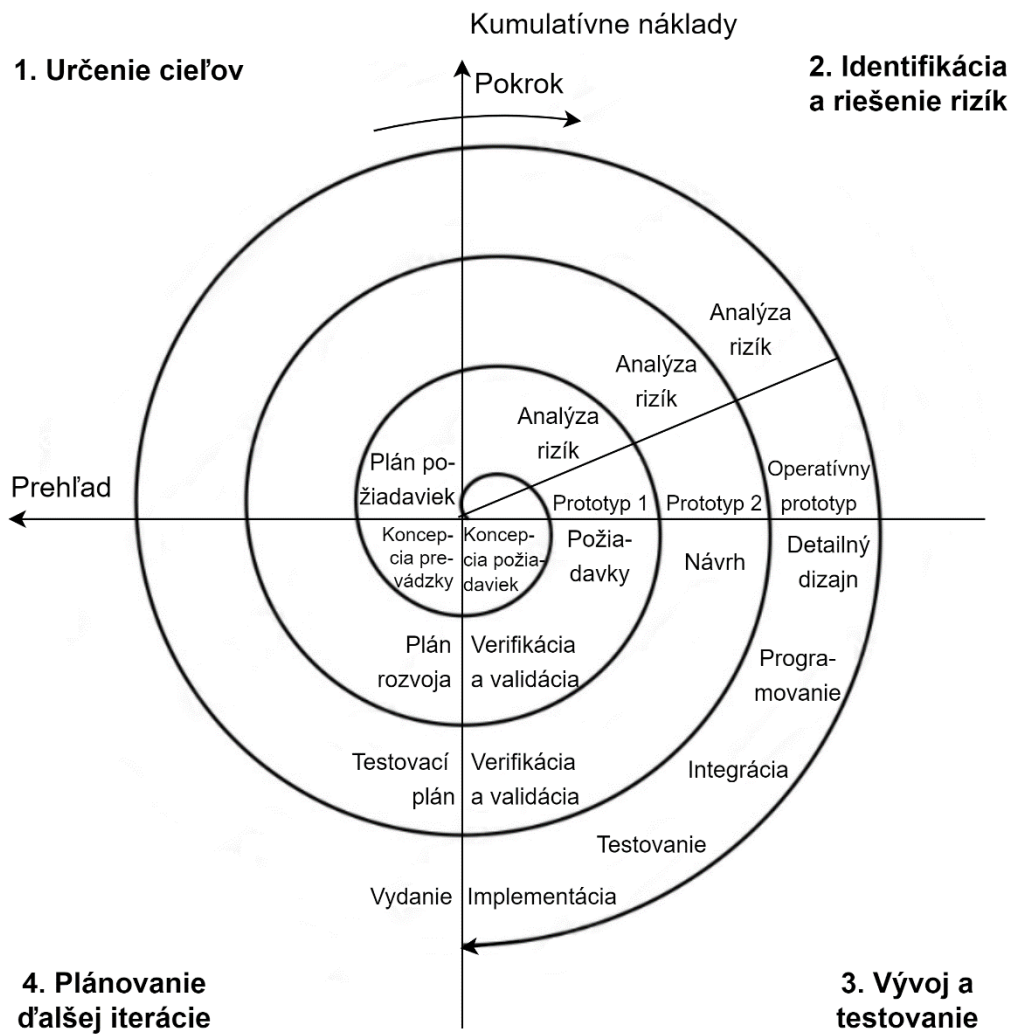 Kumulatívne náklady
1. Určenie cieľov
2. Identifikácia
a riešenie rizík
Pokrok
Analýza
rizík
Analýza
rizík
Analýza
rizík
Plán po-
žiadaviek
Operatívny
prototyp
Prehľad
Prototyp 1
Prototyp 2
Koncep-
cia pre-
vádzky
Koncep-
cia požia-
daviek
Požia-
davky
Návrh
Detailný
dizajn
Plán
rozvoja
Verifikácia
a validácia
Progra-
movanie
Testovací
plán
Verifikácia
a validácia
Integrácia
Testovanie
Vydanie
Implementácia
4. Plánovanie
ďalšej iterácie
3. Vývoj a
testovanie